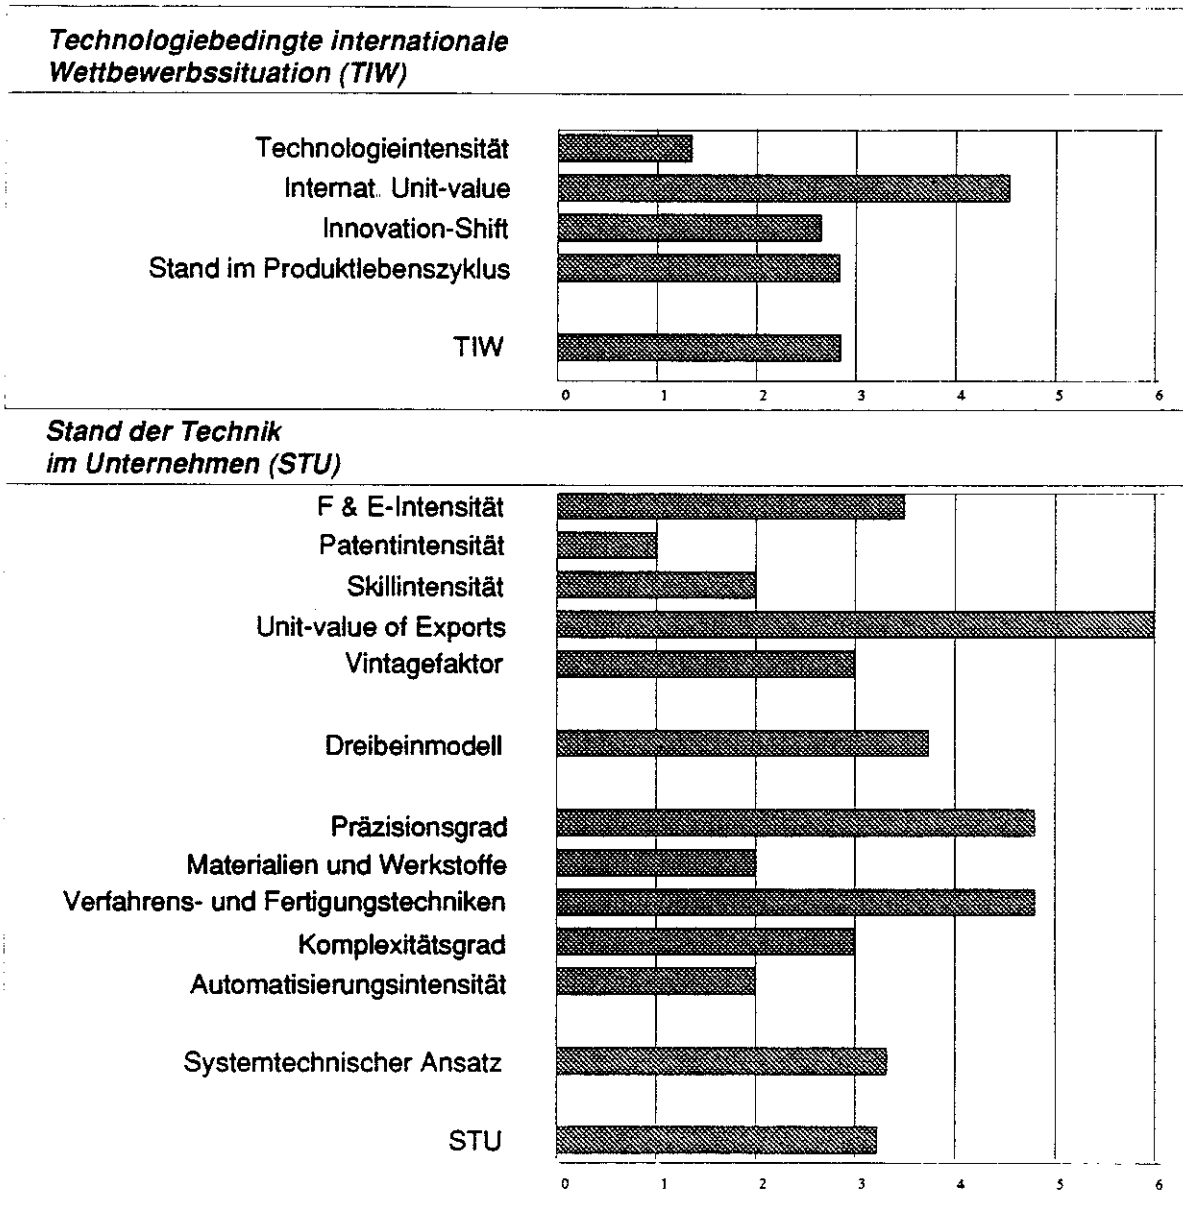 Technologiebedingte internationale
Wettbewerbssituation (TIW)
Technologieintensität
Internat. Unit-value
Innovation-Shift
Stand im Produktlebenszyklus
TIW
0 1 2 3 4 5 6
Stand der Technik
im Unternehmen (STU)
F & E-Intensität
Patentintensität
Skillintensität
Unit-value of Exports
Vintagefaktor
Dreibeinmodell
Präzisionsgrad
Materialien und Werkstoffe
Verfahrens- und Fertigungstechniken
Komplexitätsgrad
Automatisierungsintensität
Systemtechnischer Ansatz
STU
0 1 2 3 4 5 6